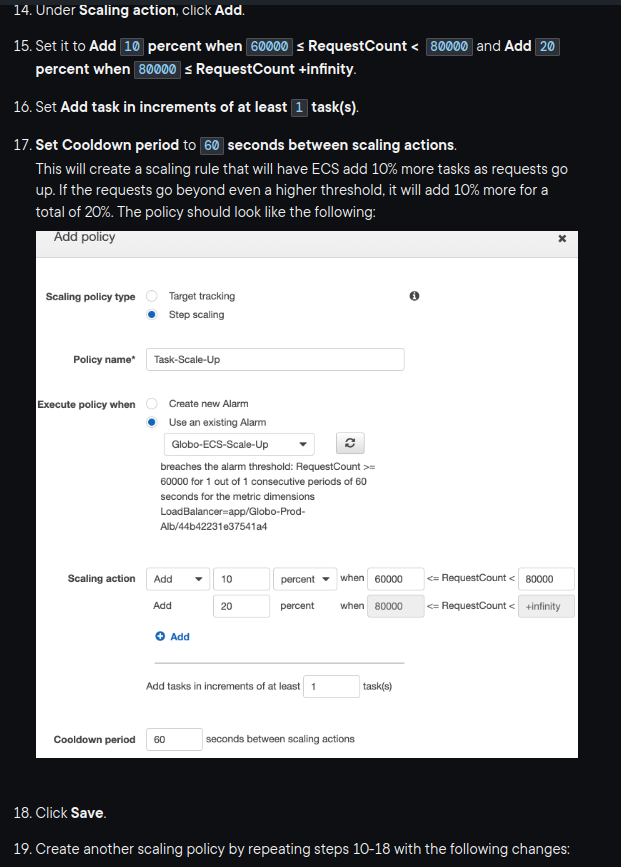 14. Under Scaling action, click Add.
15. Set it to Add 10 percent when 60000 ≤ RequestCount < 80000 and Add 20
percent when 80000 ≤ RequestCount +infinity.
16. Set Add task in increments of at least 1 task(s).
17. Set Cooldown period to 60 seconds between scaling actions.
This will create a scaling rule that will have ECS add 10% more tasks as requests go
up. If the requests go beyond even a higher threshold, it will add 10% more for a
total of 20%. The policy should look like the following:
Add policy
Scaling policy type Target tracking
Step scaling
Policy name* Task-Scale-Up
Execute policy when Create new Alarm
Use an existing Alarm
Globo-ECS-Scale-Up
breaches the alarm threshold: RequestCount >=
60000 for 1 out of 1 consecutive periods of 60
seconds for the metric dimensions
LoadBalancer=app/Globo-Prod-
Alb/44b42231e37541a4
Scaling action Add 10 percent when 60000 <= RequestCount < 80000
Add 20 percent when 80000 <= RequestCount < +infinity
Add
Add tasks in increments of at least 1 task(s)
Cooldown period 60 seconds between scaling actions
18. Click Save.
19. Create another scaling policy by repeating steps 10-18 with the following changes: